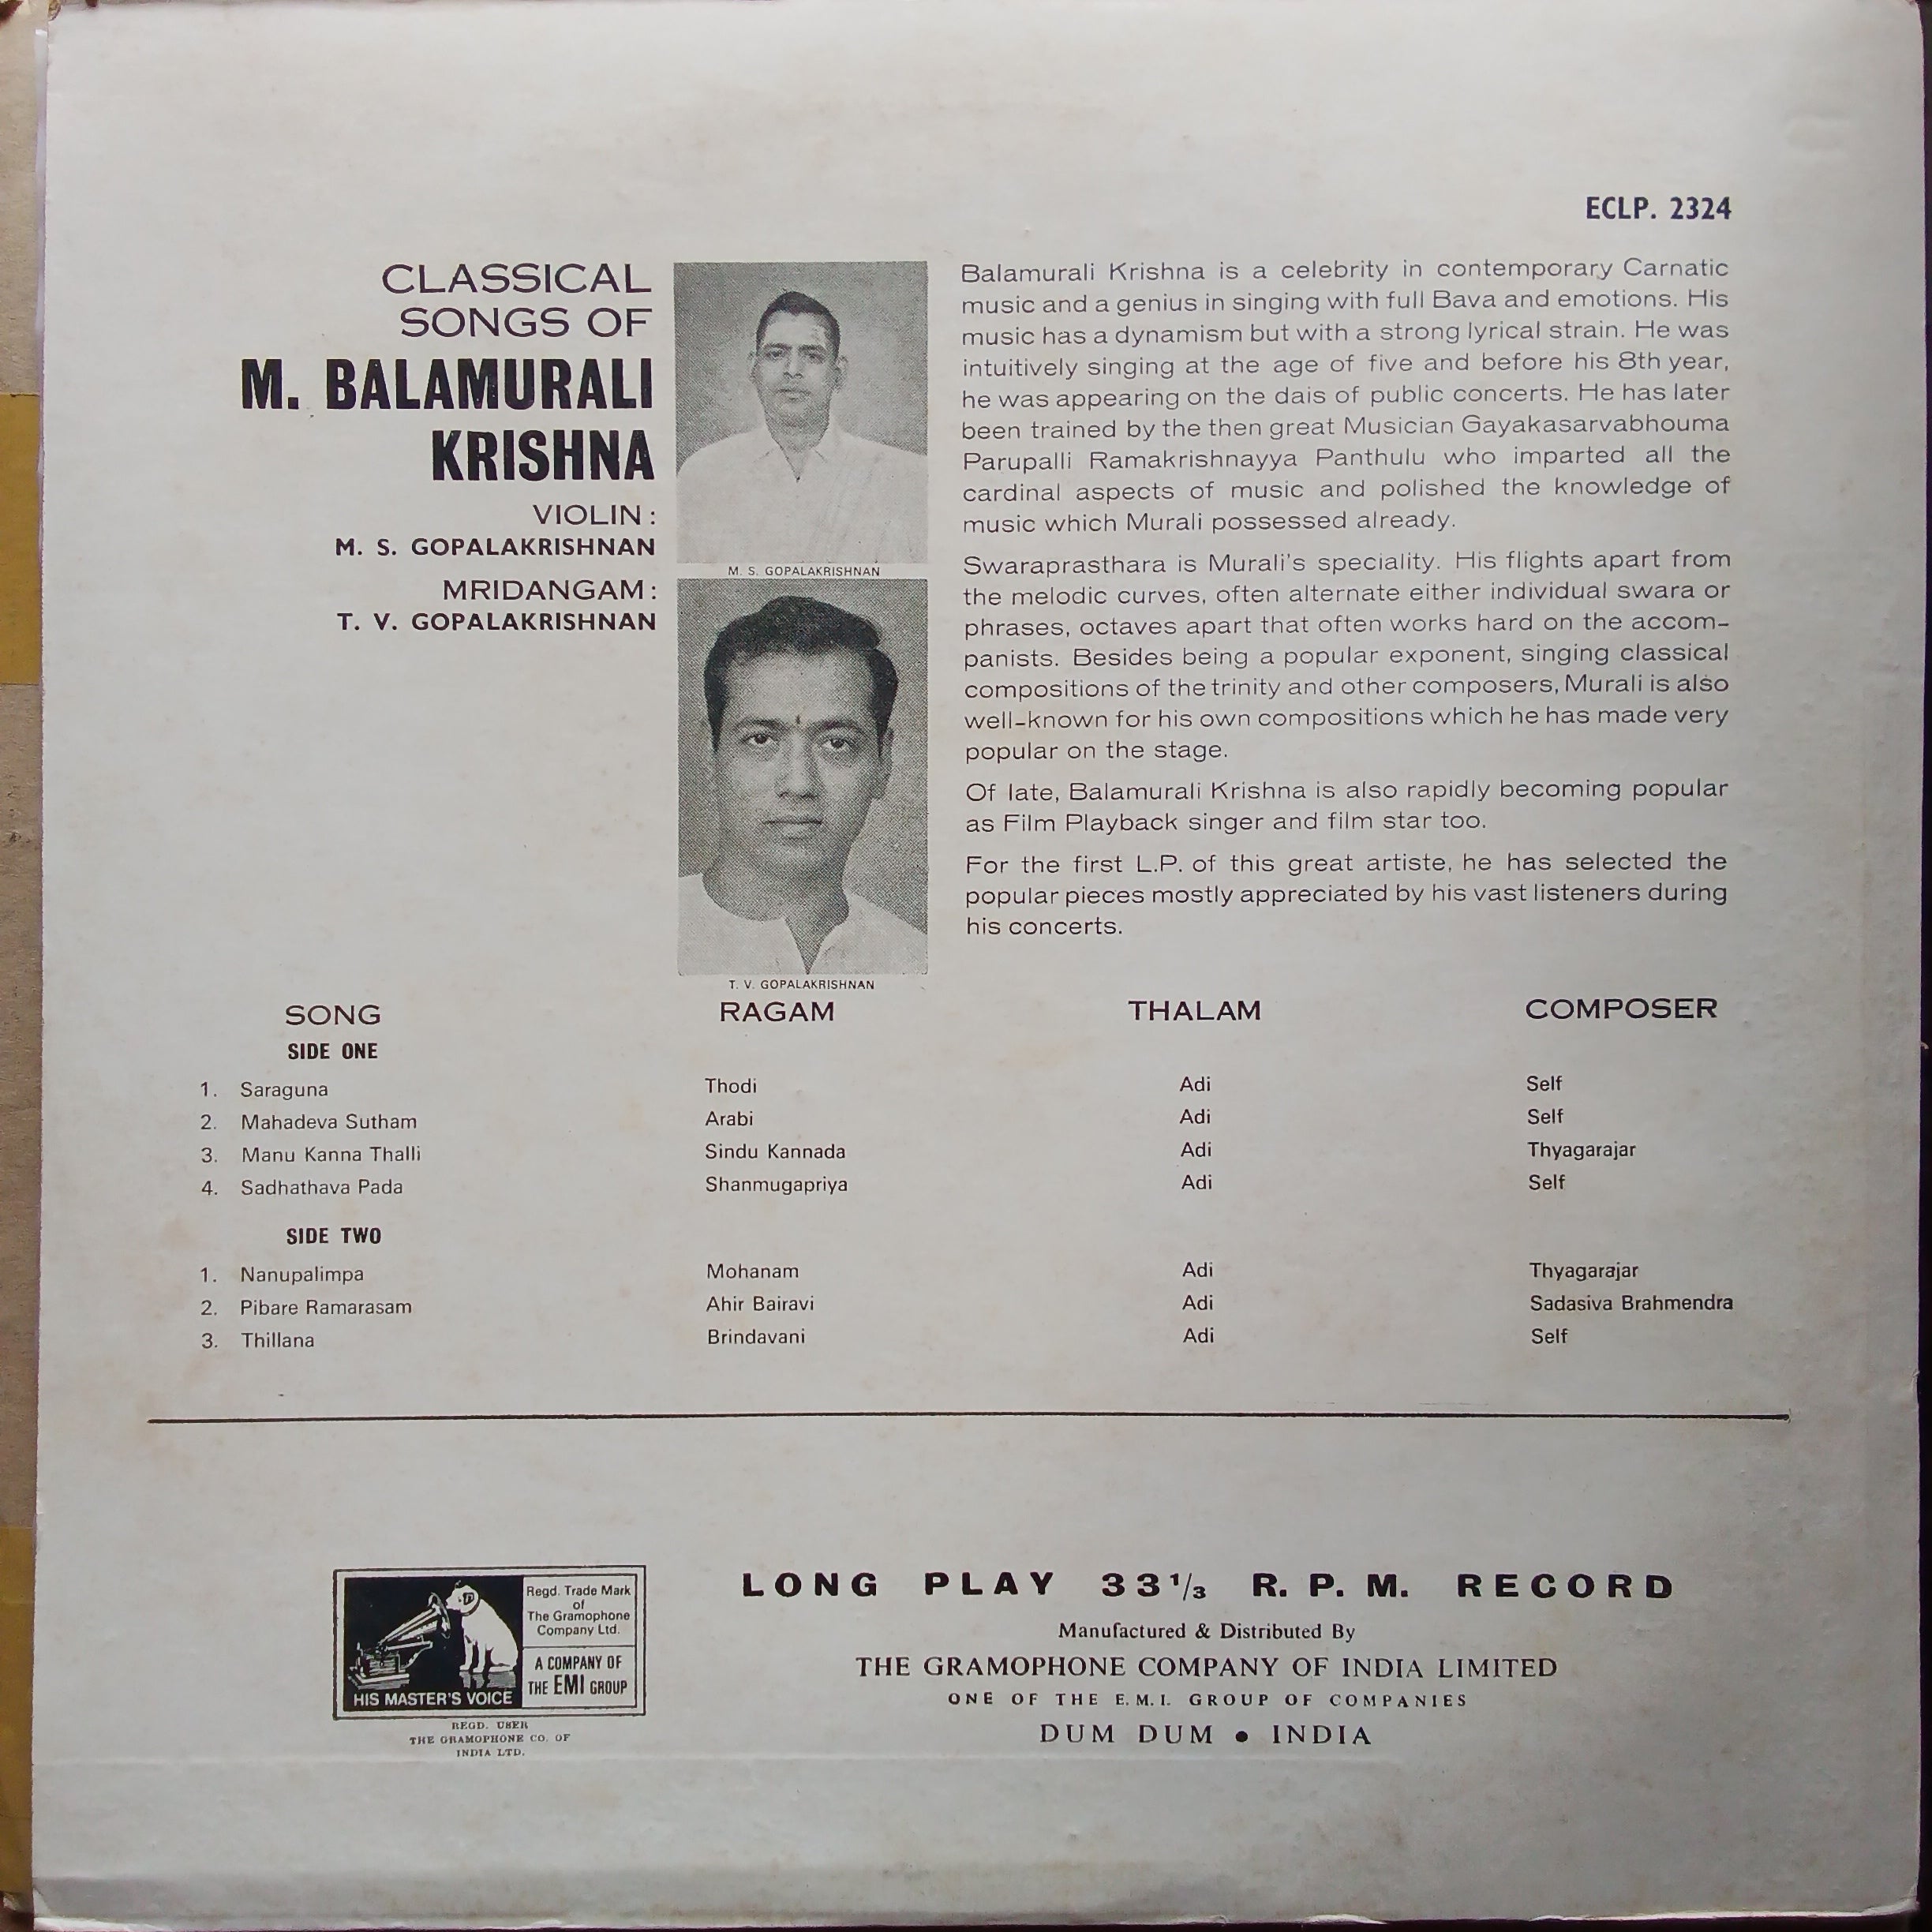 ECLP. 2324
CLASSICAL
SONGS OF
M. BALAMURALI
KRISHNA
VIOLIN :
M. S. GOPALAKRISHNAN
MRIDANGAM :
T. V. GOPALAKRISHNAN
M. S. GOPALAKRISHNAN
T. V. GOPALAKRISHNAN
Balamurali Krishna is a celebrity in contemporary Carnatic
music and a genius in singing with full Bava and emotions. His
music has a dynamism but with a strong lyrical strain. He was
intuitively singing at the age of five and before his 8th year,
he was appearing on the dais of public concerts. He has later
been trained by the then great Musician Gayakasarvabhouma
Parupalli Ramakrishnayya Panthulu who imparted all the
cardinal aspects of music and polished the knowledge of
music which Murali possessed already.
Swaraprasthara is Murali's speciality. His flights apart from
the melodic curves, often alternate either individual swara or
phrases, octaves apart that often works hard on the accom-
panists. Besides being a popular exponent, singing classical
compositions of the trinity and other composers, Murali is also
well-known for his own compositions which he has made very
popular on the stage.
Of late, Balamurali Krishna is also rapidly becoming popular
as Film Playback singer and film star too.
For the first L.P. of this great artiste, he has selected the
popular pieces mostly appreciated by his vast listeners during
his concerts.
SONG RAGAM THALAM COMPOSER
SIDE ONE
1. Saraguna Thodi Adi Self
2. Mahadeva Sutham Arabi Adi Self
3. Manu Kanna Thalli Sindu Kannada Adi Thyagarajar
4. Sadhathava Pada Shanmugapriya Adi Self
SIDE TWO
1. Nanupalimpa Mohanam Adi Thyagarajar
2. Pibare Ramarasam Ahir Bairavi Adi Sadasiva Brahmendra
3. Thillana Brindavani Adi Self
HIS MASTER'S VOICE
Regd. Trade Mark
of
The Gramophone
Company Ltd.
A COMPANY OF
THE EMI GROUP
REGD. USER
THE GRAMOPHONE CO. OF
INDIA LTD.
LONG PLAY 33 1/3 R. P. M. RECORD
Manufactured & Distributed By
THE GRAMOPHONE COMPANY OF INDIA LIMITED
ONE OF THE E.M.I. GROUP OF COMPANIES
DUM DUM ● INDIA